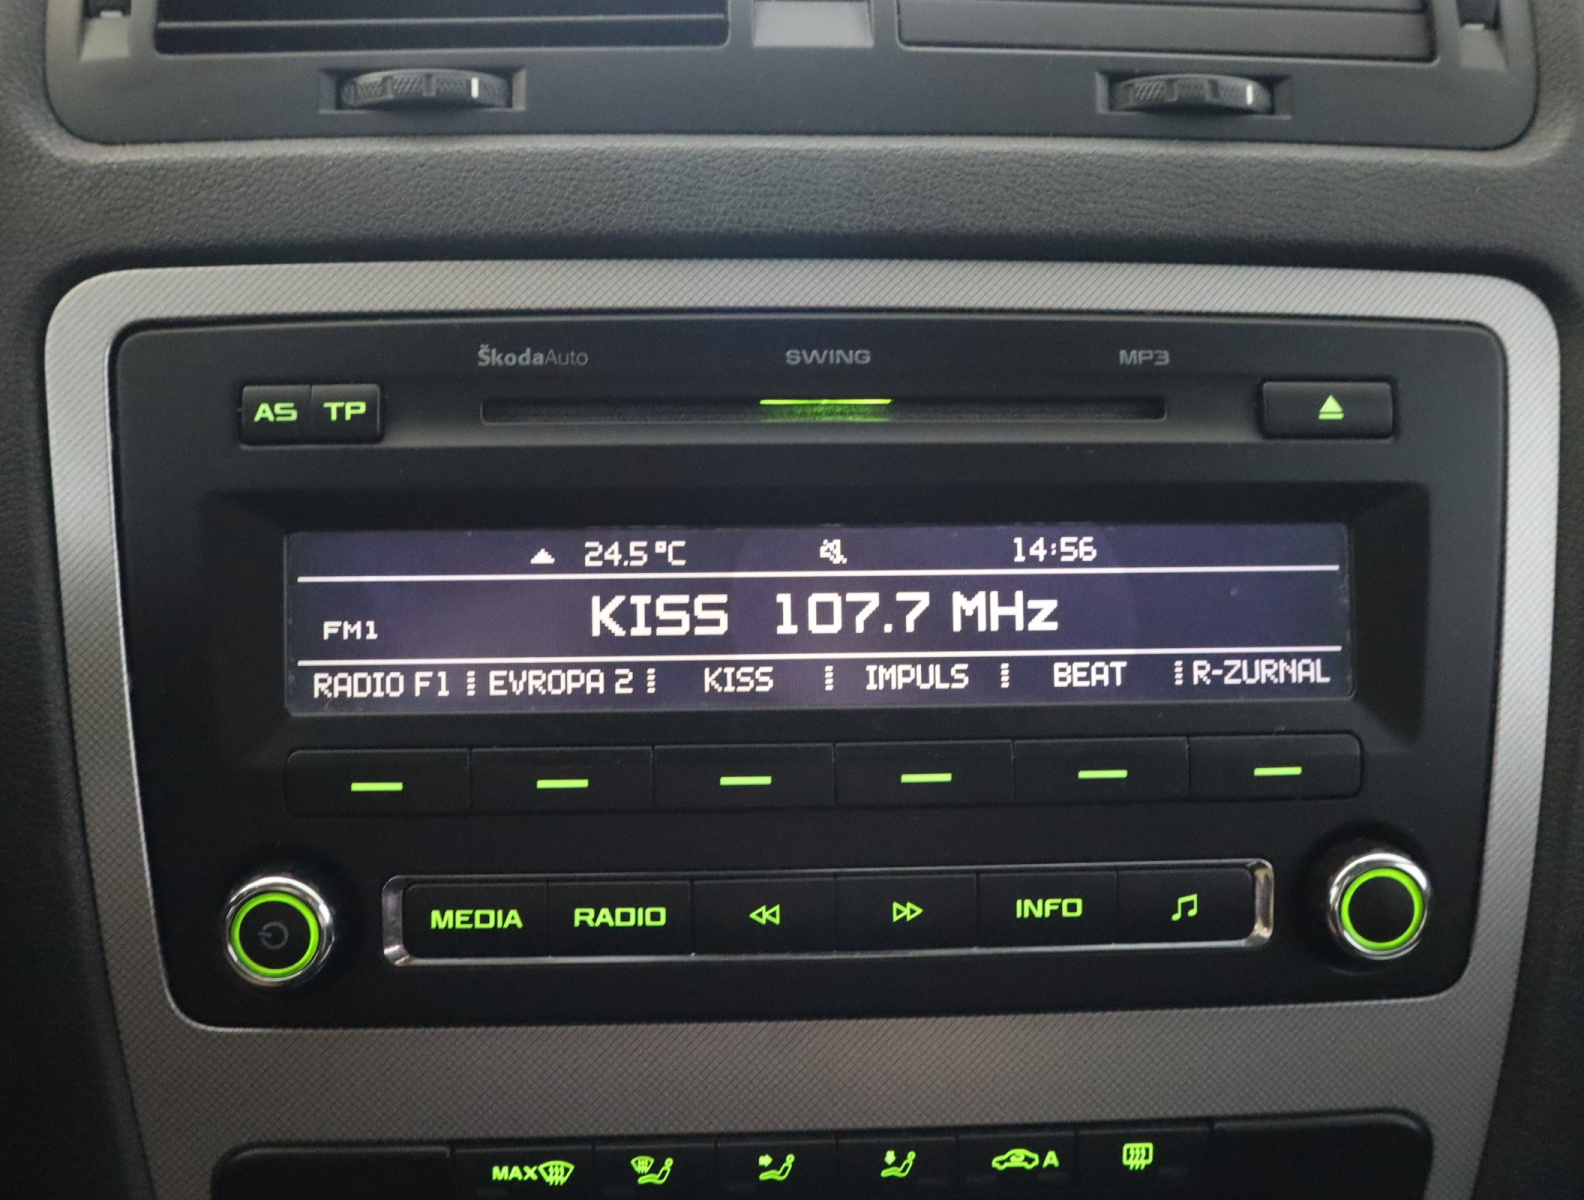 ŠkodaAuto SWING MP3
AS TP
24.5°C 14:56
FM1 KISS 107.7 MHz
RADIO F1 EVROPA 2 KISS IMPULS BEAT R-ZURNAL
MEDIA RADIO INFO
MAX A